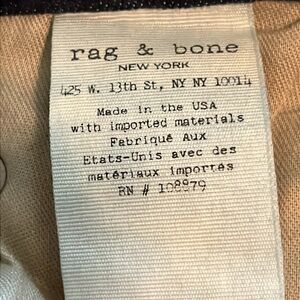 rag & bone
NEW YORK
425 W. 13th St, NY NY 10014
Made in the USA
with imported materials
Fabriqué Aux
Etats-Unis avec des
matériaux importés
RN # 108879